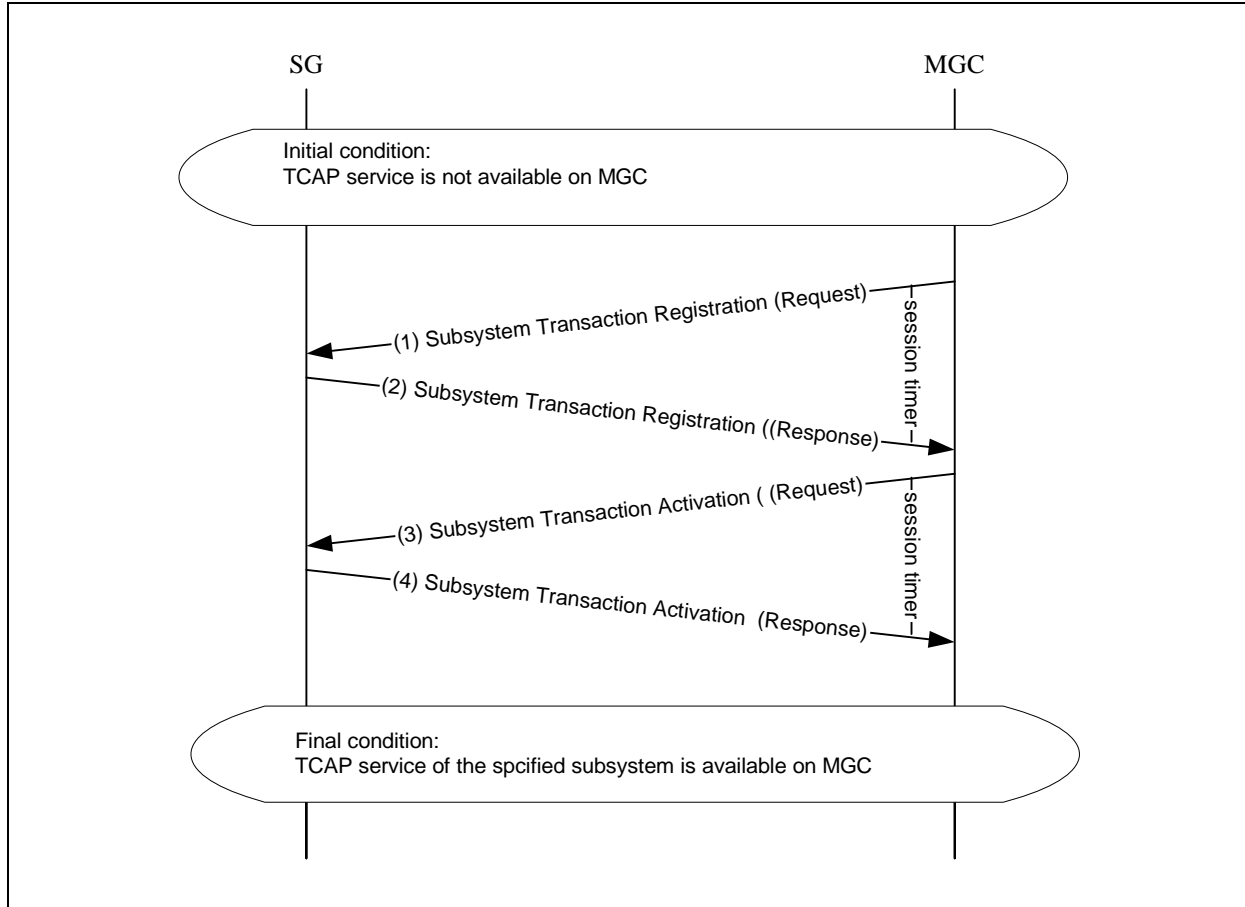 SG
MGC
Initial condition:
TCAP service is not available on MGC
(1) Subsystem Transaction Registration (Request)
session timer
(2) Subsystem Transaction Registration ((Response)
(3) Subsystem Transaction Activation ( (Request)
session timer
(4) Subsystem Transaction Activation (Response)
Final condition:
TCAP service of the spcified subsystem is available on MGC